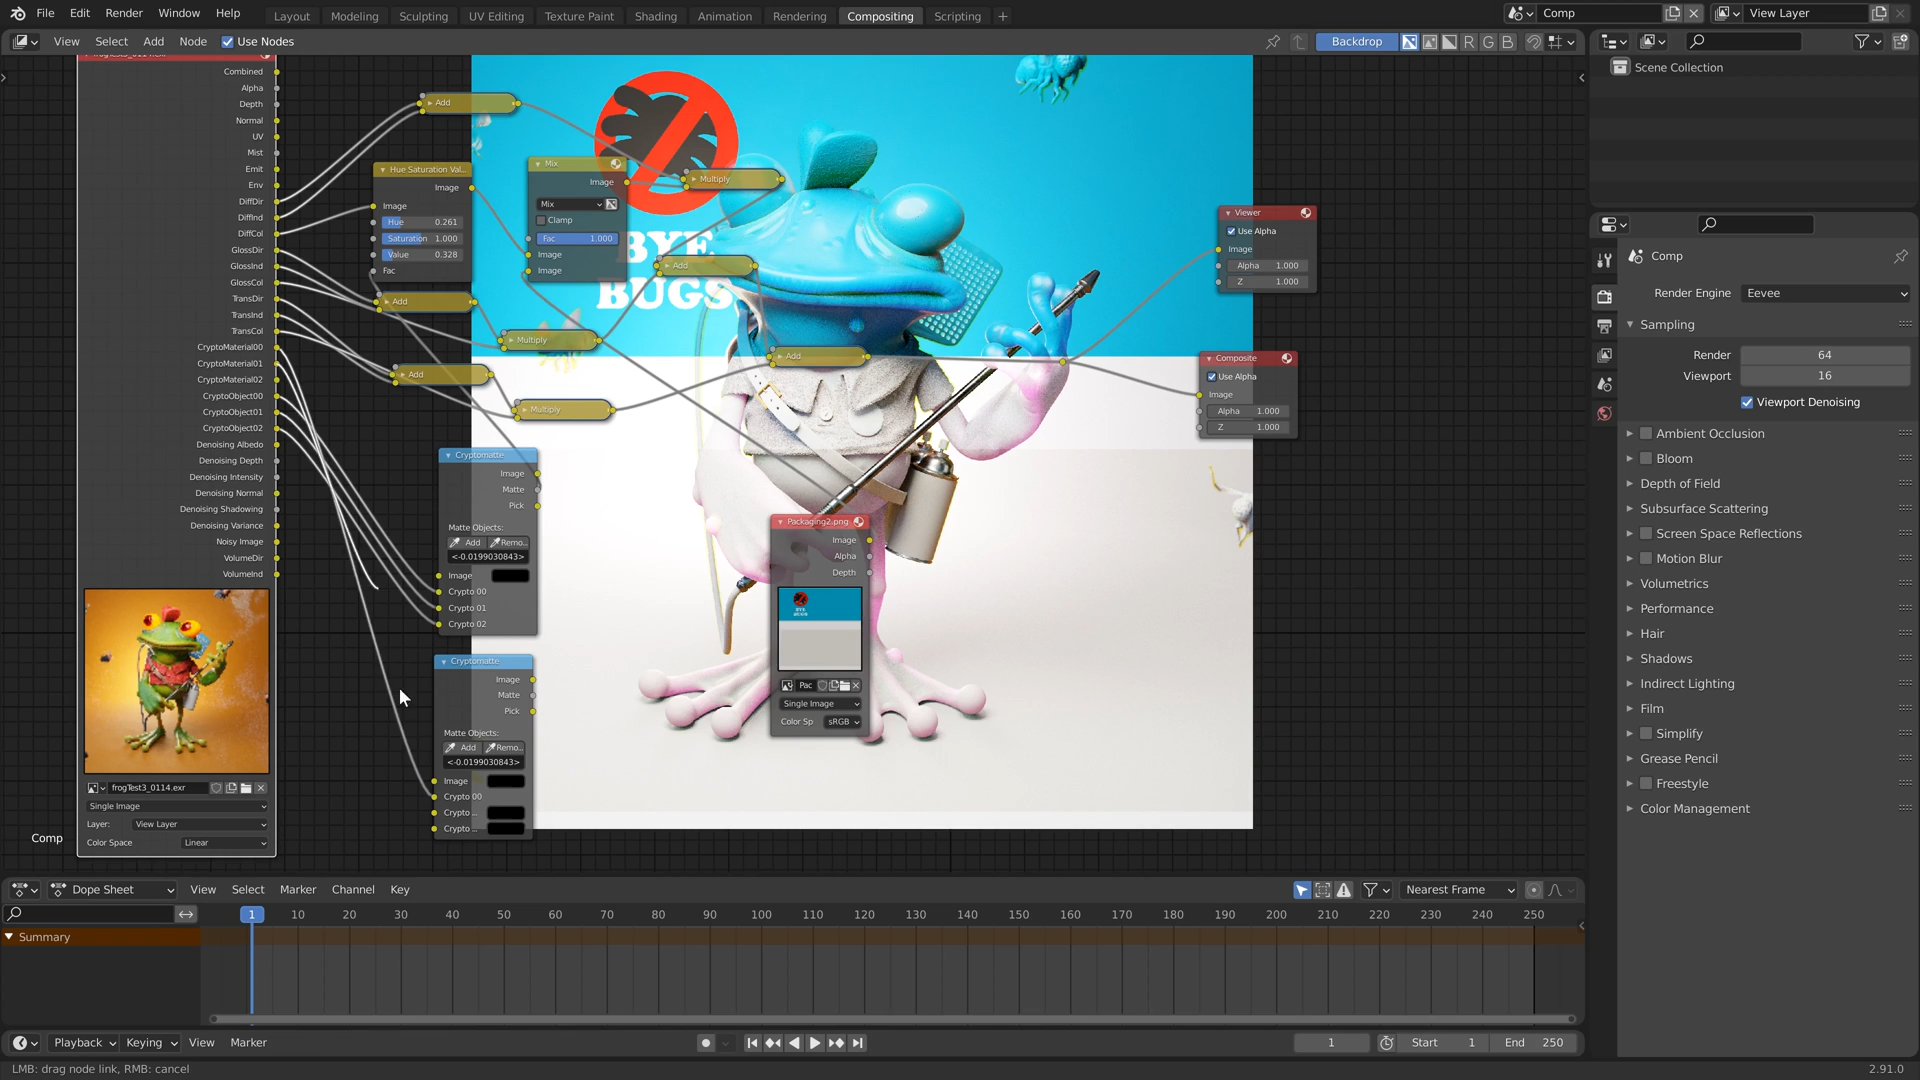 File Edit Render Window Help Layout Modeling Sculpting UV Editing Texture Paint Shading Animation Rendering Compositing Scripting + Comp View Layer
View Select Add Node Use Nodes Backdrop R G B
frogTest3_0114.exr
Combined
Alpha
Depth
Normal
UV
Mist
Emit
Env
DiffDir
DiffInd
DiffCol
GlossDir
GlossInd
GlossCol
TransDir
TransInd
TransCol
CryptoMaterial00
CryptoMaterial01
CryptoMaterial02
CryptoObject00
CryptoObject01
CryptoObject02
Denoising Albedo
Denoising Depth
Denoising Intensity
Denoising Normal
Denoising Shadowing
Denoising Variance
Noisy Image
VolumeDir
VolumeInd
frogTest3_0114.exr
Single Image
Layer: View Layer
Color Space Linear
Comp
Add
Hue Saturation Val...
Image
Image
Hue 0.261
Saturation 1.000
Value 0.328
Fac
Mix
Image
Mix
Clamp
Fac 1.000
Image
Image
Multiply
Add
Add
Multiply
Add
Multiply
Add
BYE
BUGS
Cryptomatte
Image
Matte
Pick
Matte Objects:
Add Remo...
<-0.0199030843>
Image
Crypto 00
Crypto 01
Crypto 02
Cryptomatte
Image
Matte
Pick
Matte Objects:
Add Remo...
<-0.0199030843>
Image
Crypto 00
Crypto ...
Crypto ...
Packaging2.png
Image
Alpha
Depth
BYE
BUGS
Pac
Single Image
Color Sp sRGB
Viewer
Use Alpha
Image
Alpha 1.000
Z 1.000
Composite
Use Alpha
Image
Alpha 1.000
Z 1.000
Scene Collection
Comp
Render Engine Eevee
Sampling
Render 64
Viewport 16
Viewport Denoising
Ambient Occlusion
Bloom
Depth of Field
Subsurface Scattering
Screen Space Reflections
Motion Blur
Volumetrics
Performance
Hair
Shadows
Indirect Lighting
Film
Simplify
Grease Pencil
Freestyle
Color Management
Dope Sheet View Select Marker Channel Key Nearest Frame
1 10 20 30 40 50 60 70 80 90 100 110 120 130 140 150 160 170 180 190 200 210 220 230 240 250
Summary
Playback Keying View Marker 1 Start 1 End 250
LMB: drag node link, RMB: cancel 2.91.0